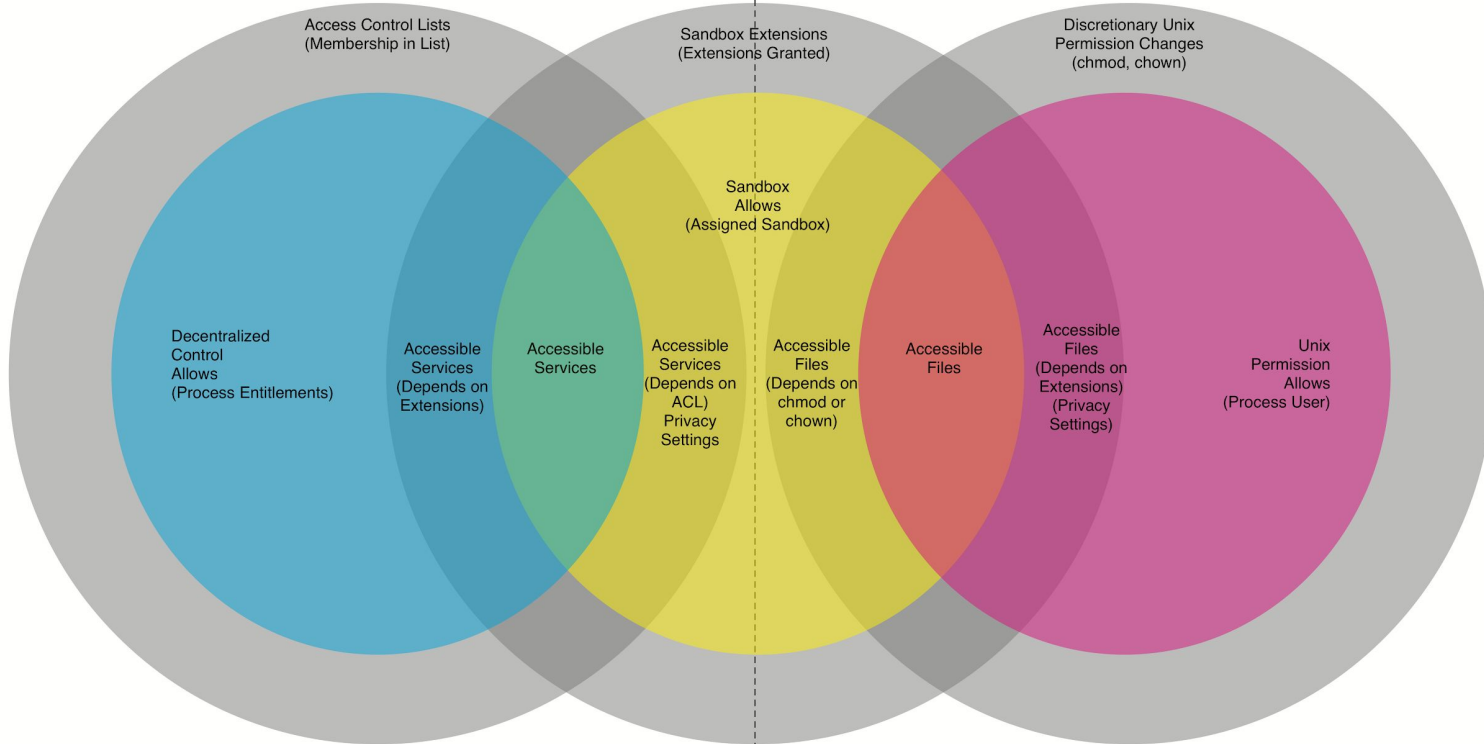 Access Control Lists
(Membership in List)
Sandbox Extensions
(Extensions Granted)
Discretionary Unix
Permission Changes
(chmod, chown)
Sandbox
Allows
(Assigned Sandbox)
Decentralized
Control
Allows
(Process Entitlements)
Accessible
Services
(Depends on
Extensions)
Accessible
Services
Accessible
Services
(Depends on
ACL)
Privacy
Settings
Accessible
Files
(Depends on
chmod or
chown)
Accessible
Files
Accessible
Files
(Depends on
Extensions)
(Privacy
Settings)
Unix
Permission
Allows
(Process User)